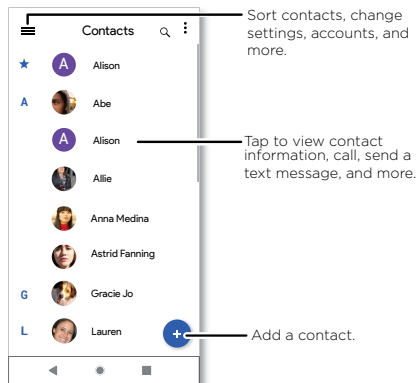 Contacts
Sort contacts, change
settings, accounts, and
more.
A Alison
A Abe
A Alison
Tap to view contact
information, call, send a
text message, and more.
Allie
Anna Medina
Astrid Fanning
G Gracie Jo
L Lauren
+
Add a contact.